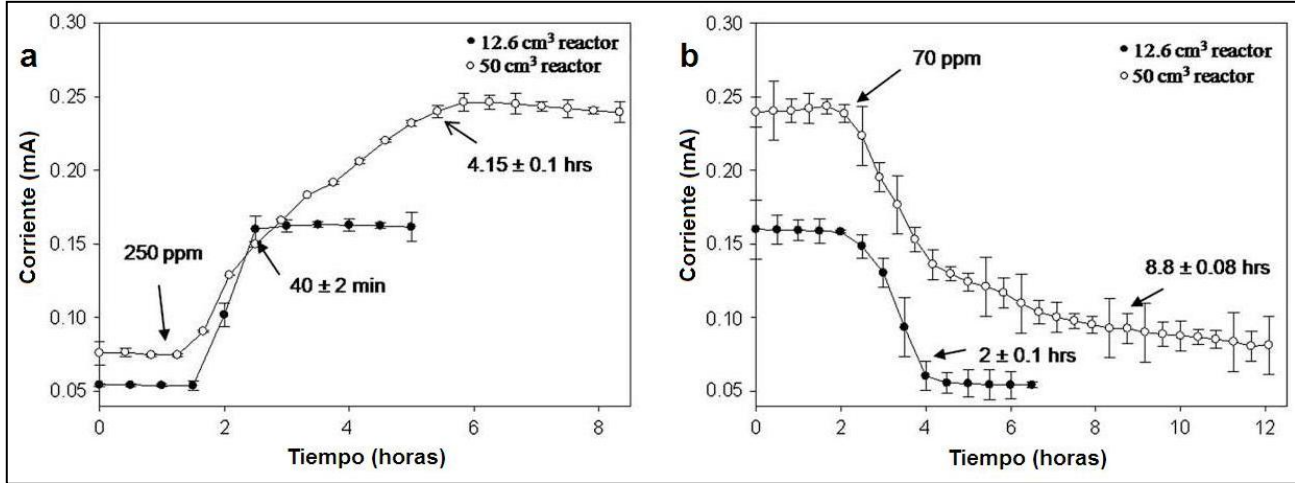 a
0.30
0.25
0.20
0.15
0.10
0.05
Corriente (mA)
● 12.6 cm³ reactor
○ 50 cm³ reactor
250 ppm
40 ± 2 min
4.15 ± 0.1 hrs
0 2 4 6 8
Tiempo (horas)
b
0.30
0.25
0.20
0.15
0.10
0.05
Corriente (mA)
● 12.6 cm³ reactor
○ 50 cm³ reactor
70 ppm
8.8 ± 0.08 hrs
2 ± 0.1 hrs
0 2 4 6 8 10 12
Tiempo (horas)